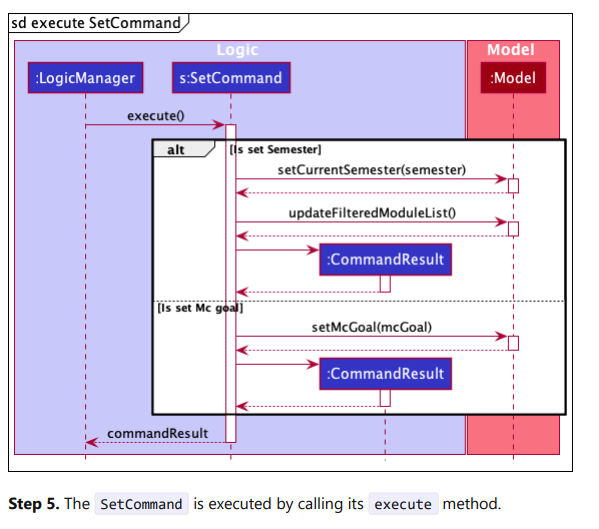 sd execute SetCommand
Logic
Model
:LogicManager
s:SetCommand
:Model
execute()
alt
[Is set Semester]
setCurrentSemester(semester)
updateFilteredModuleList()
:CommandResult
[Is set Mc goal]
setMcGoal(mcGoal)
:CommandResult
commandResult
Step 5. The SetCommand is executed by calling its execute method.